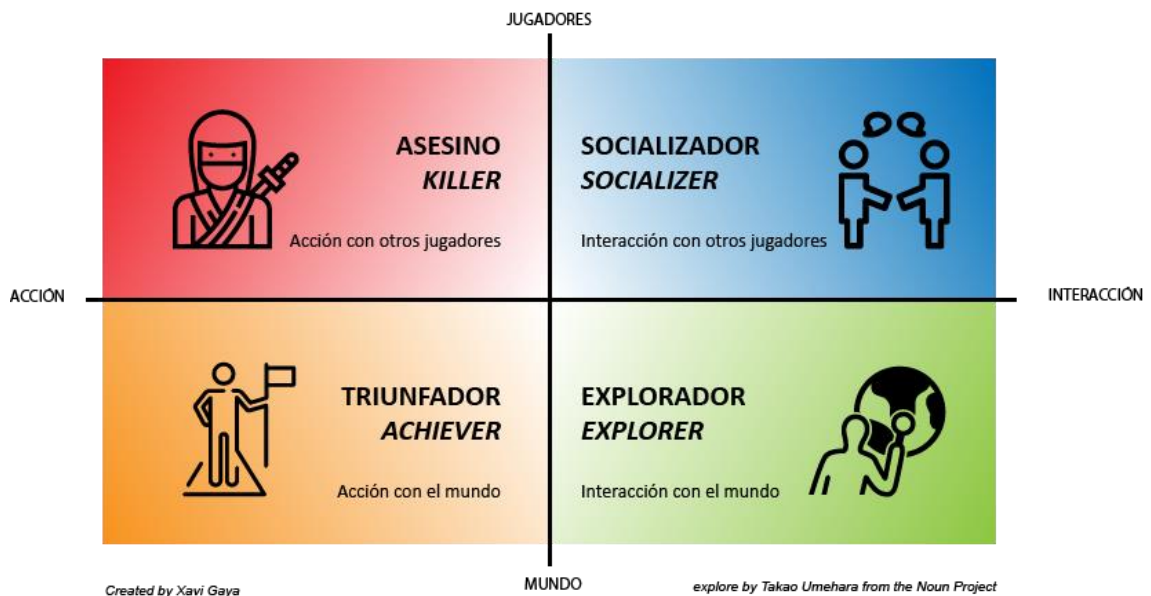 JUGADORES
ASESINO
KILLER
Acción con otros jugadores
SOCIALIZADOR
SOCIALIZER
Interacción con otros jugadores
ACCIÓN
INTERACCIÓN
TRIUNFADOR
ACHIEVER
Acción con el mundo
EXPLORADOR
EXPLORER
Interacción con el mundo
MUNDO
Created by Xavi Gaya
explore by Takao Umehara from the Noun Project